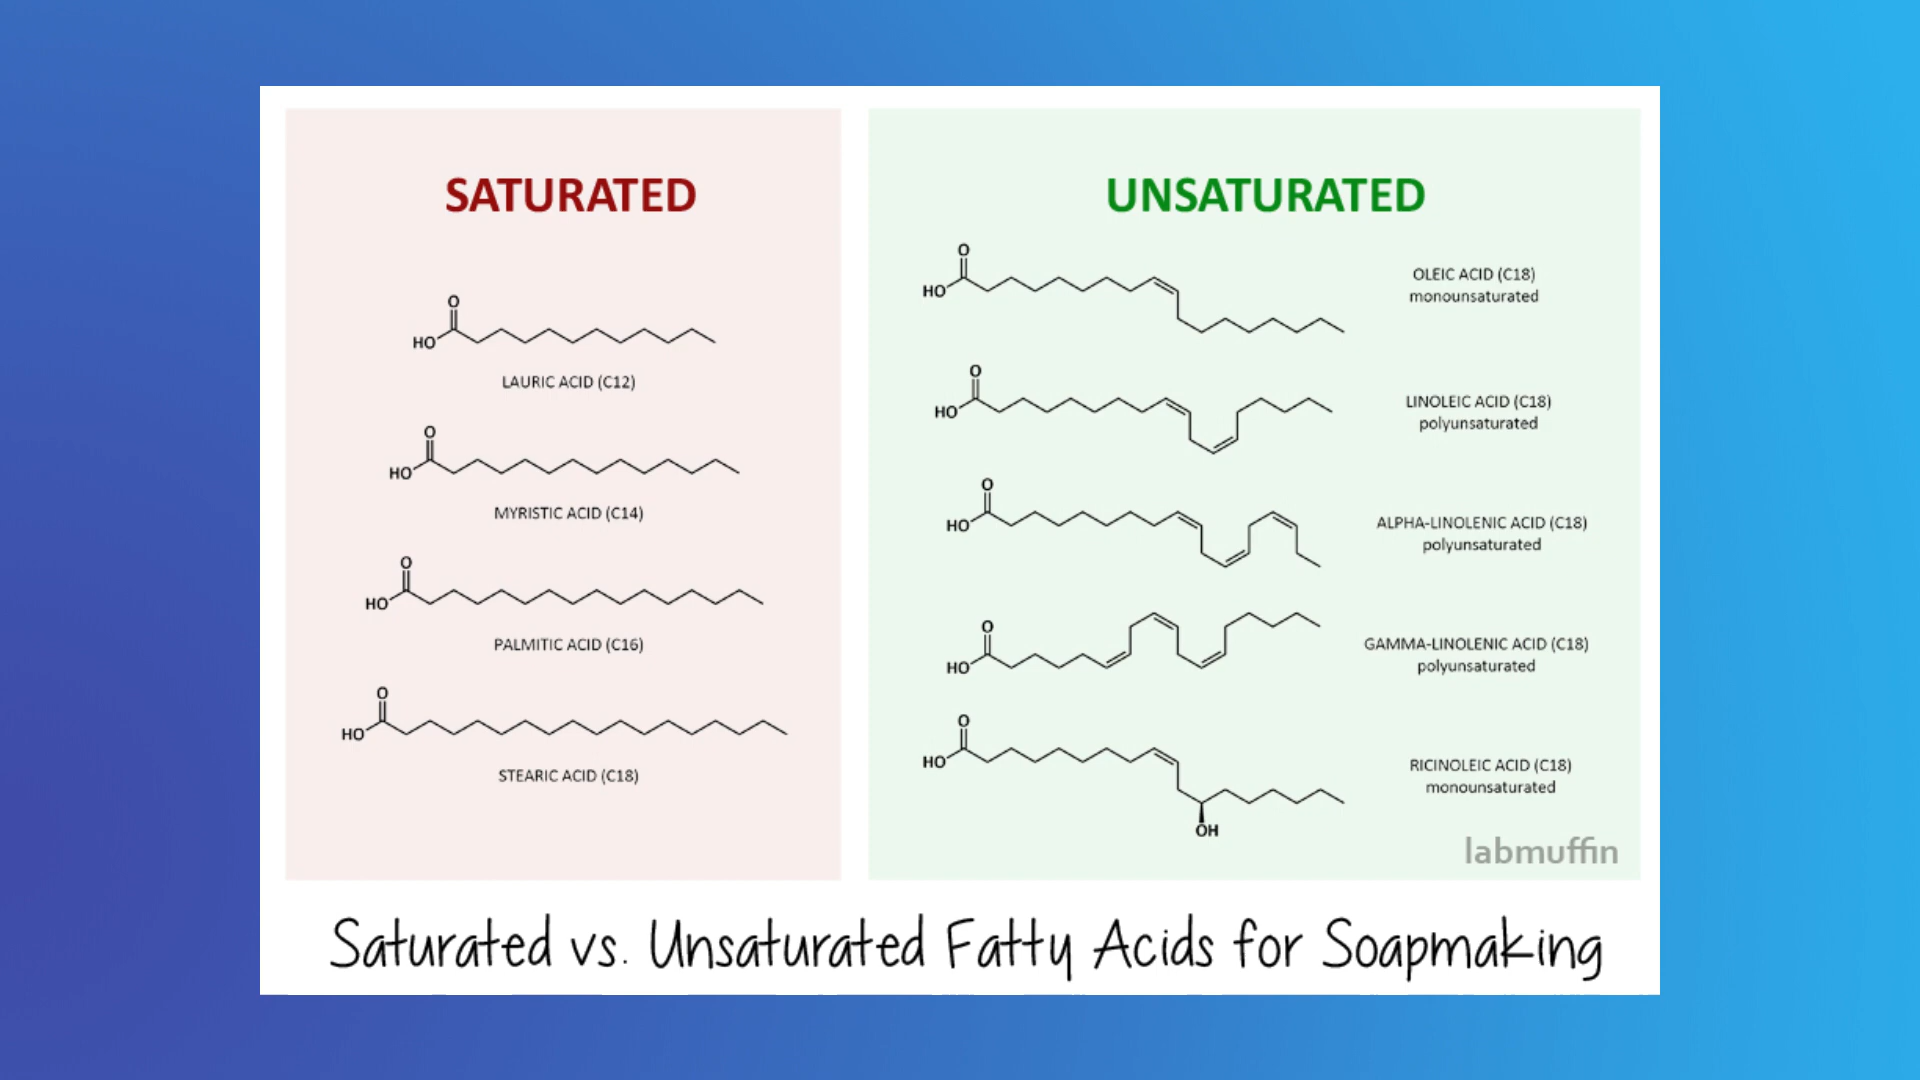 SATURATED
O
HO
LAURIC ACID (C12)
O
HO
MYRISTIC ACID (C14)
O
HO
PALMITIC ACID (C16)
O
HO
STEARIC ACID (C18)
UNSATURATED
O
HO
OLEIC ACID (C18)
monounsaturated
O
HO
LINOLEIC ACID (C18)
polyunsaturated
O
HO
ALPHA-LINOLENIC ACID (C18)
polyunsaturated
O
HO
GAMMA-LINOLENIC ACID (C18)
polyunsaturated
O
HO
OH
RICINOLEIC ACID (C18)
monounsaturated
labmuffin
Saturated vs. Unsaturated Fatty Acids for Soapmaking